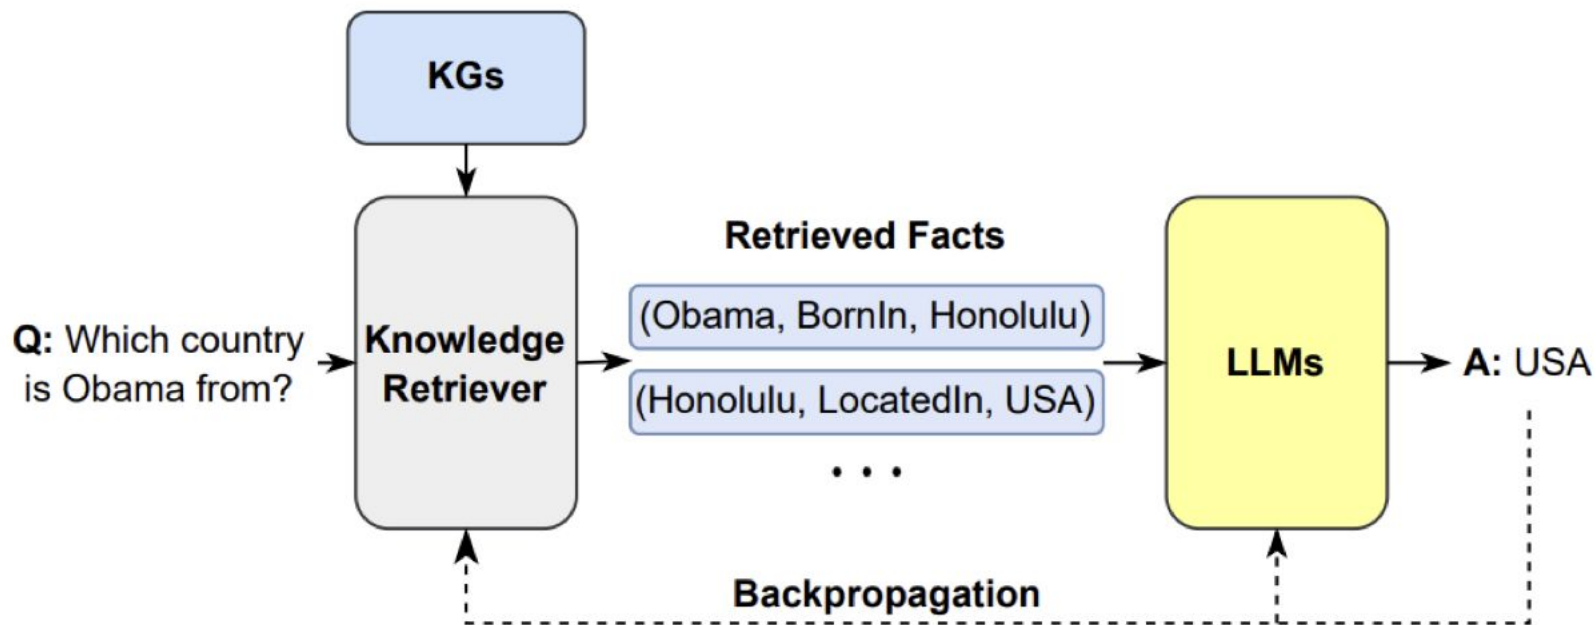 KGs
Retrieved Facts
Q: Which country
is Obama from?
Knowledge
Retriever
(Obama, BornIn, Honolulu)
(Honolulu, LocatedIn, USA)
• • •
LLMs
A: USA
Backpropagation